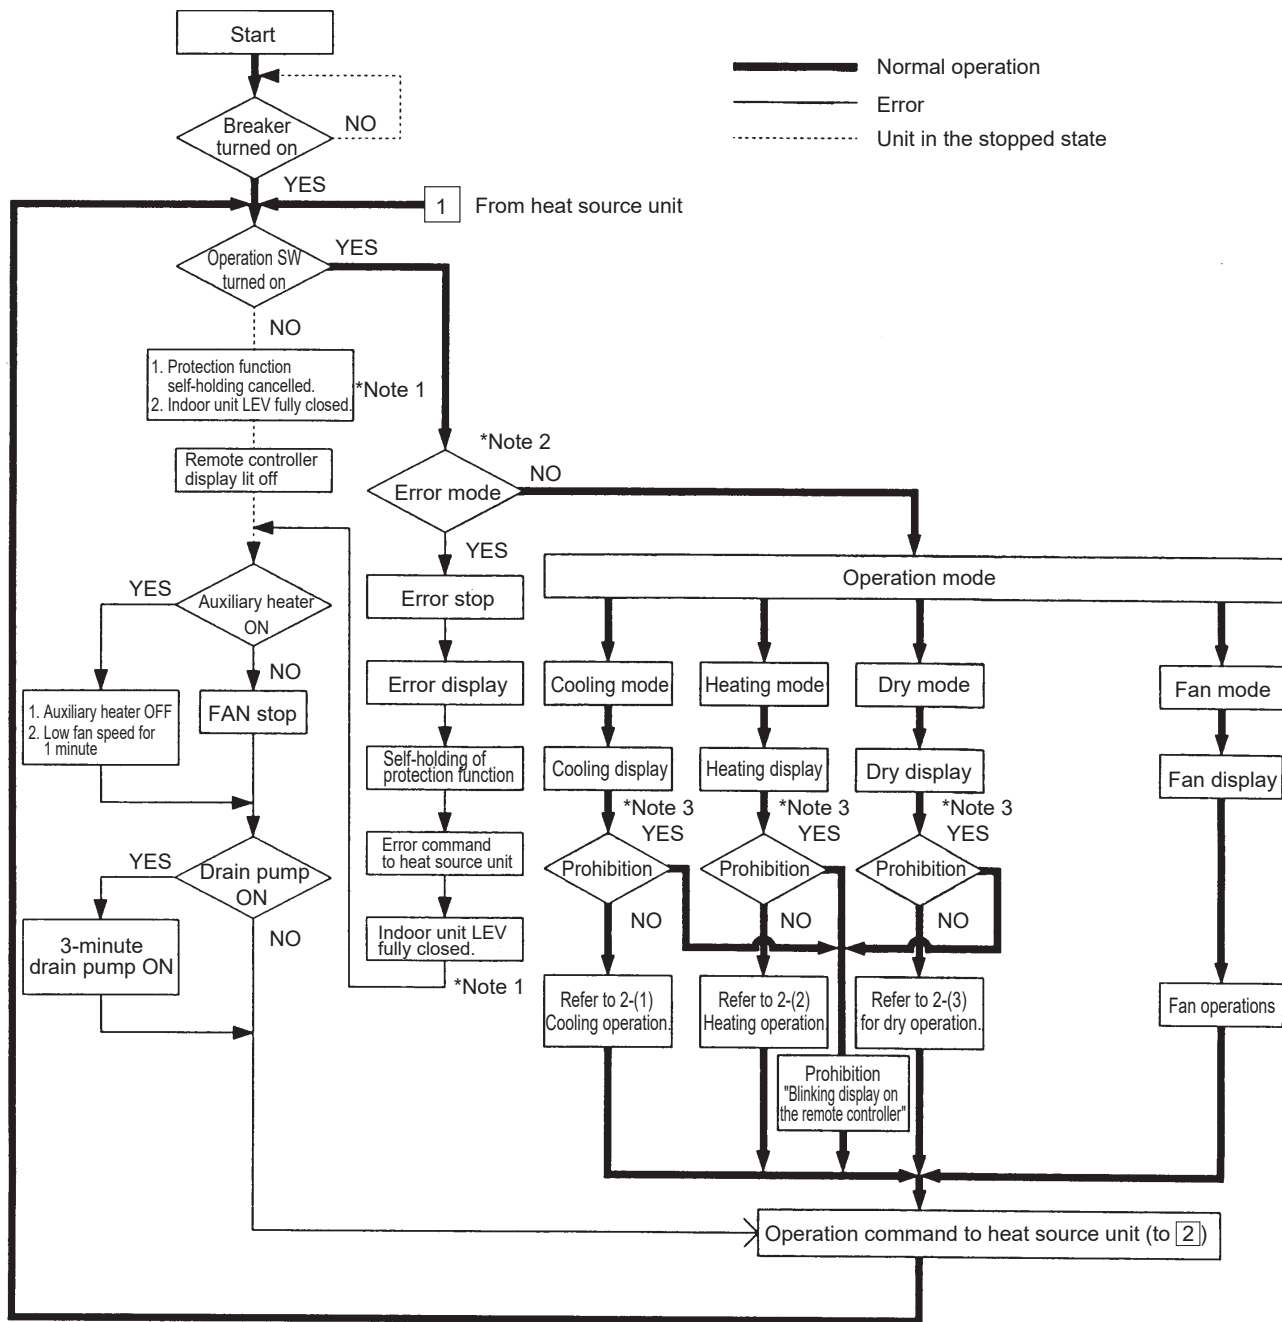 Start
Normal operation
Error
Unit in the stopped state
Breaker
turned on
NO
YES
1
From heat source unit
Operation SW
turned on
YES
NO
1. Protection function
self-holding cancelled.
2. Indoor unit LEV fully closed.
*Note 1
Remote controller
display lit off
*Note 2
Error mode
NO
YES
Operation mode
YES
Auxiliary heater
ON
NO
1. Auxiliary heater OFF
2. Low fan speed for
1 minute
FAN stop
Error stop
Error display
Self-holding of
protection function
Error command
to heat source unit
Indoor unit LEV
fully closed.
*Note 1
YES
Drain pump
ON
NO
3-minute
drain pump ON
Cooling mode
Heating mode
Dry mode
Fan mode
Cooling display
Heating display
Dry display
Fan display
*Note 3
YES
*Note 3
YES
*Note 3
YES
Prohibition
Prohibition
Prohibition
NO
NO
NO
Refer to 2-(1)
Cooling operation.
Refer to 2-(2)
Heating operation.
Refer to 2-(3)
for dry operation.
Fan operations
Prohibition
"Blinking display on
the remote controller"
Operation command to heat source unit (to 2)